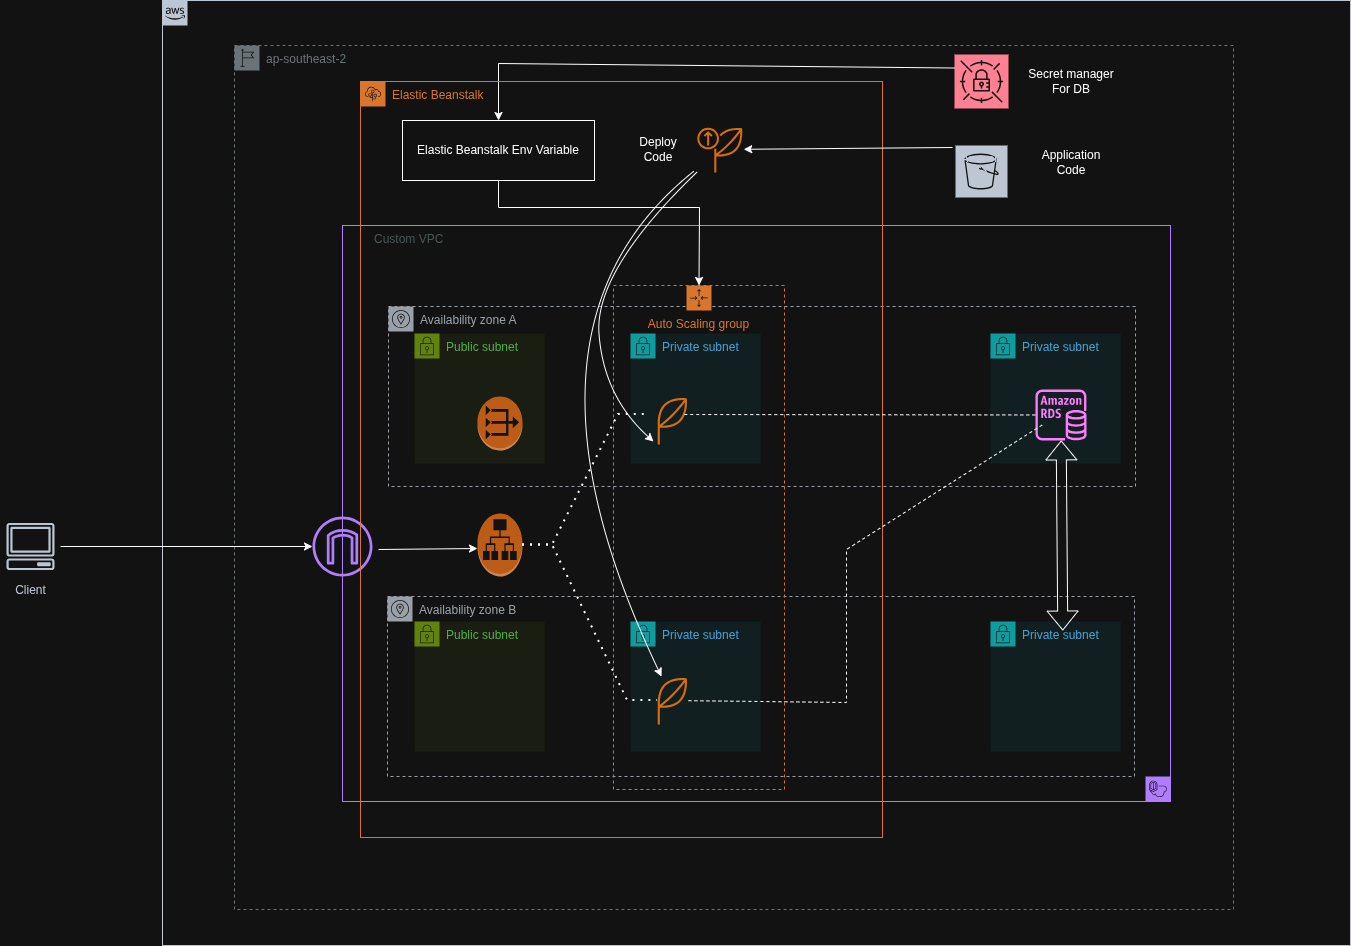 aws
ap-southeast-2
Secret manager
For DB
Elastic Beanstalk
Elastic Beanstalk Env Variable
Deploy
Code
Application
Code
Custom VPC
Availability zone A
Auto Scaling group
Public subnet
Private subnet
Private subnet
Amazon
RDS
Client
Availability zone B
Public subnet
Private subnet
Private subnet